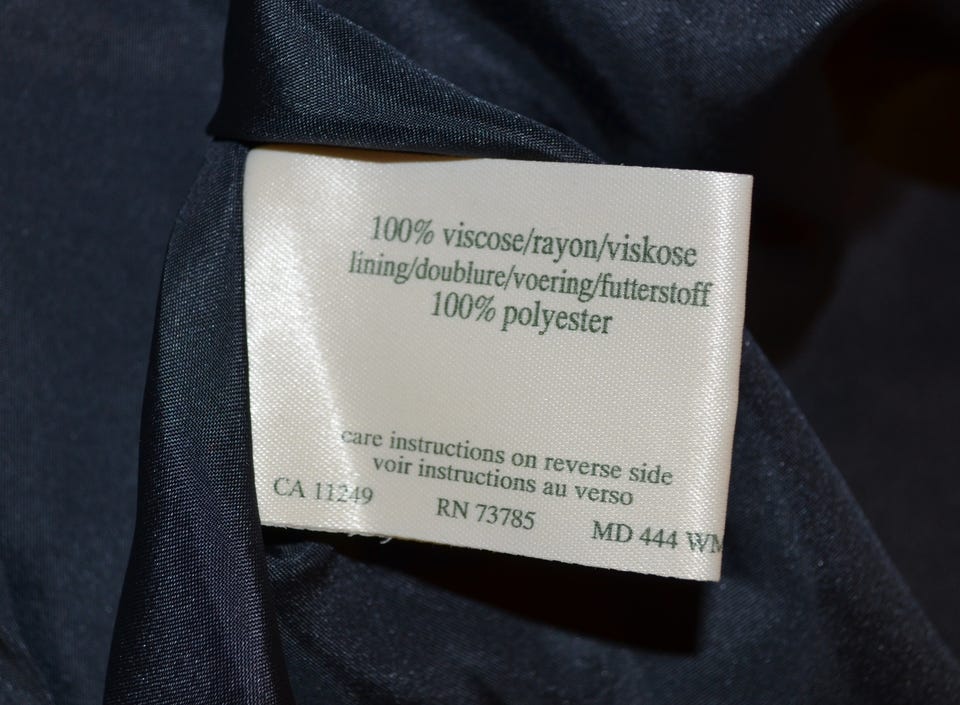 100% viscose/rayon/viskose
lining/doublure/voering/futterstoff
100% polyester
care instructions on reverse side
voir instructions au verso
CA 11249 RN 73785 MD 444 WM